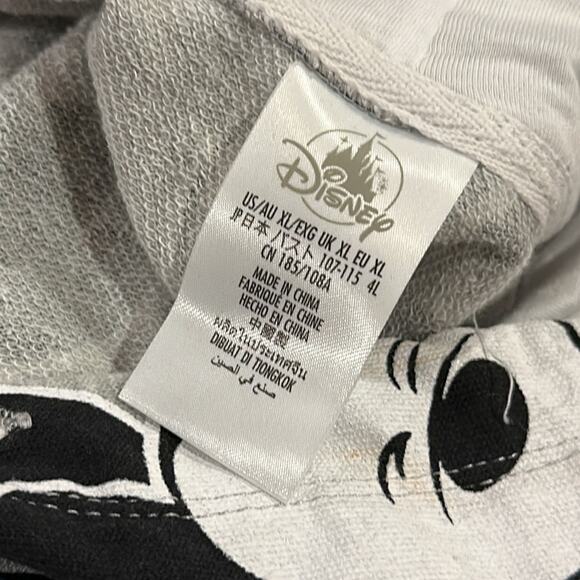 Disney
US/AU XL/EXG UK XL EU XL
JP日本 バスト 107-115 4L
CN 185/108A
MADE IN CHINA
FABRIQUÉ EN CHINE
HECHO EN CHINA
中國製
ผลิตในประเทศจีน
DIBUAT DI TIONGKOK
صنع في الصين